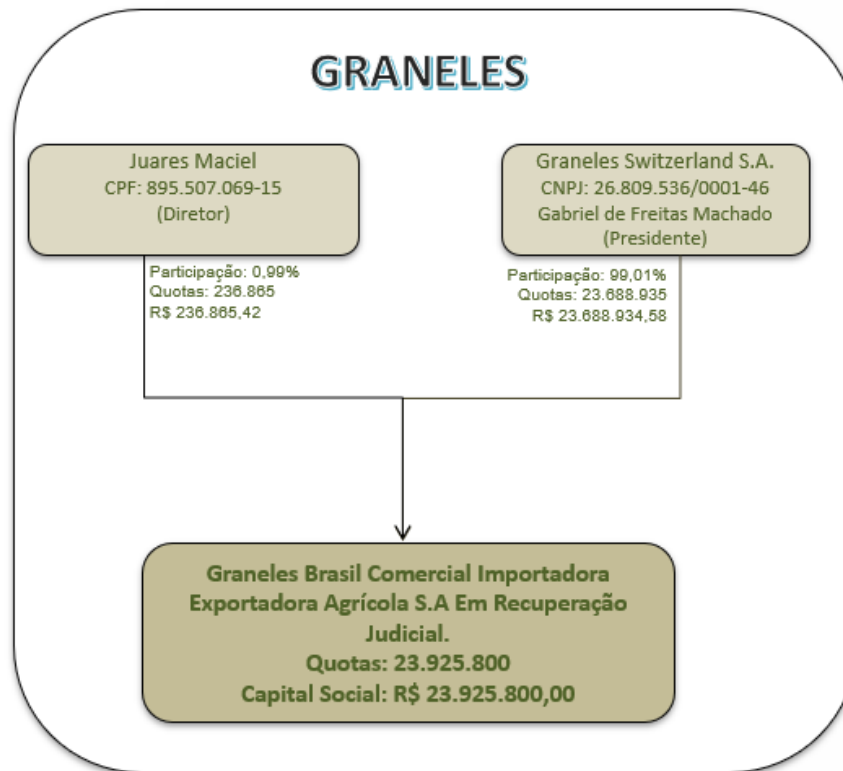 GRANELES
Juares Maciel
CPF: 895.507.069-15
(Diretor)
Graneles Switzerland S.A.
CNPJ: 26.809.536/0001-46
Gabriel de Freitas Machado
(Presidente)
Participação: 0,99%
Quotas: 236.865
R$ 236.865,42
Participação: 99,01%
Quotas: 23.688.935
R$ 23.688.934,58
Graneles Brasil Comercial Importadora
Exportadora Agrícola S.A Em Recuperação
Judicial.
Quotas: 23.925.800
Capital Social: R$ 23.925.800,00